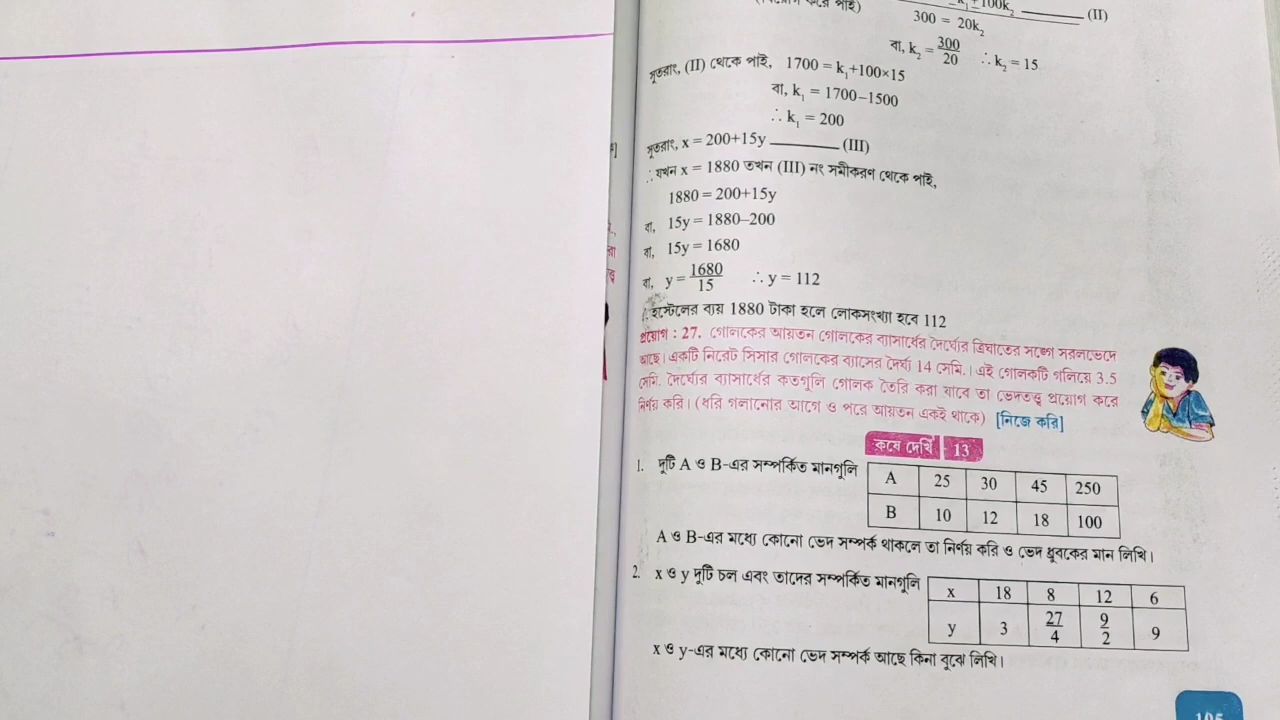 300 = 20k₂ (II)
বা, k₂ = 300/20 ∴ k₂ = 15
সুতরাং, (II) থেকে পাই, 1700 = k₁+100×15
বা, k₁ = 1700–1500
∴ k₁ = 200
সুতরাং, x = 200+15y ________ (III)
∴ যখন x = 1880 তখন (III) নং সমীকরণ থেকে পাই,
1880 = 200+15y
বা, 15y = 1880–200
বা, 15y = 1680
বা, y = 1680/15 ∴ y = 112
∴ হস্টেলের ব্যয় 1880 টাকা হলে লোকসংখ্যা হবে 112
প্রয়োগ : 27. গোলকের আয়তন গোলকের ব্যাসার্ধের দৈর্ঘ্যের ত্রিঘাতের সঙ্গে সরলভেদে
আছে। একটি নিরেট সিসার গোলকের ব্যাসের দৈর্ঘ্য 14 সেমি.। এই গোলকটি গলিয়ে 3.5
সেমি. দৈর্ঘ্যের ব্যাসার্ধের কতগুলি গোলক তৈরি করা যাবে তা ভেদতত্ত্ব প্রয়োগ করে
নির্ণয় করি। (ধরি গলানোর আগে ও পরে আয়তন একই থাকে) [নিজে করি]
কষে দেখি - 13
1. দুটি A ও B-এর সম্পর্কিত মানগুলি
A 25 30 45 250
B 10 12 18 100
A ও B-এর মধ্যে কোনো ভেদ সম্পর্ক থাকলে তা নির্ণয় করি ও ভেদ ধ্রুবকের মান লিখি।
2. x ও y দুটি চল এবং তাদের সম্পর্কিত মানগুলি
x 18 8 12 6
y 3 27/4 9/2 9
x ও y-এর মধ্যে কোনো ভেদ সম্পর্ক আছে কিনা বুঝে লিখি।